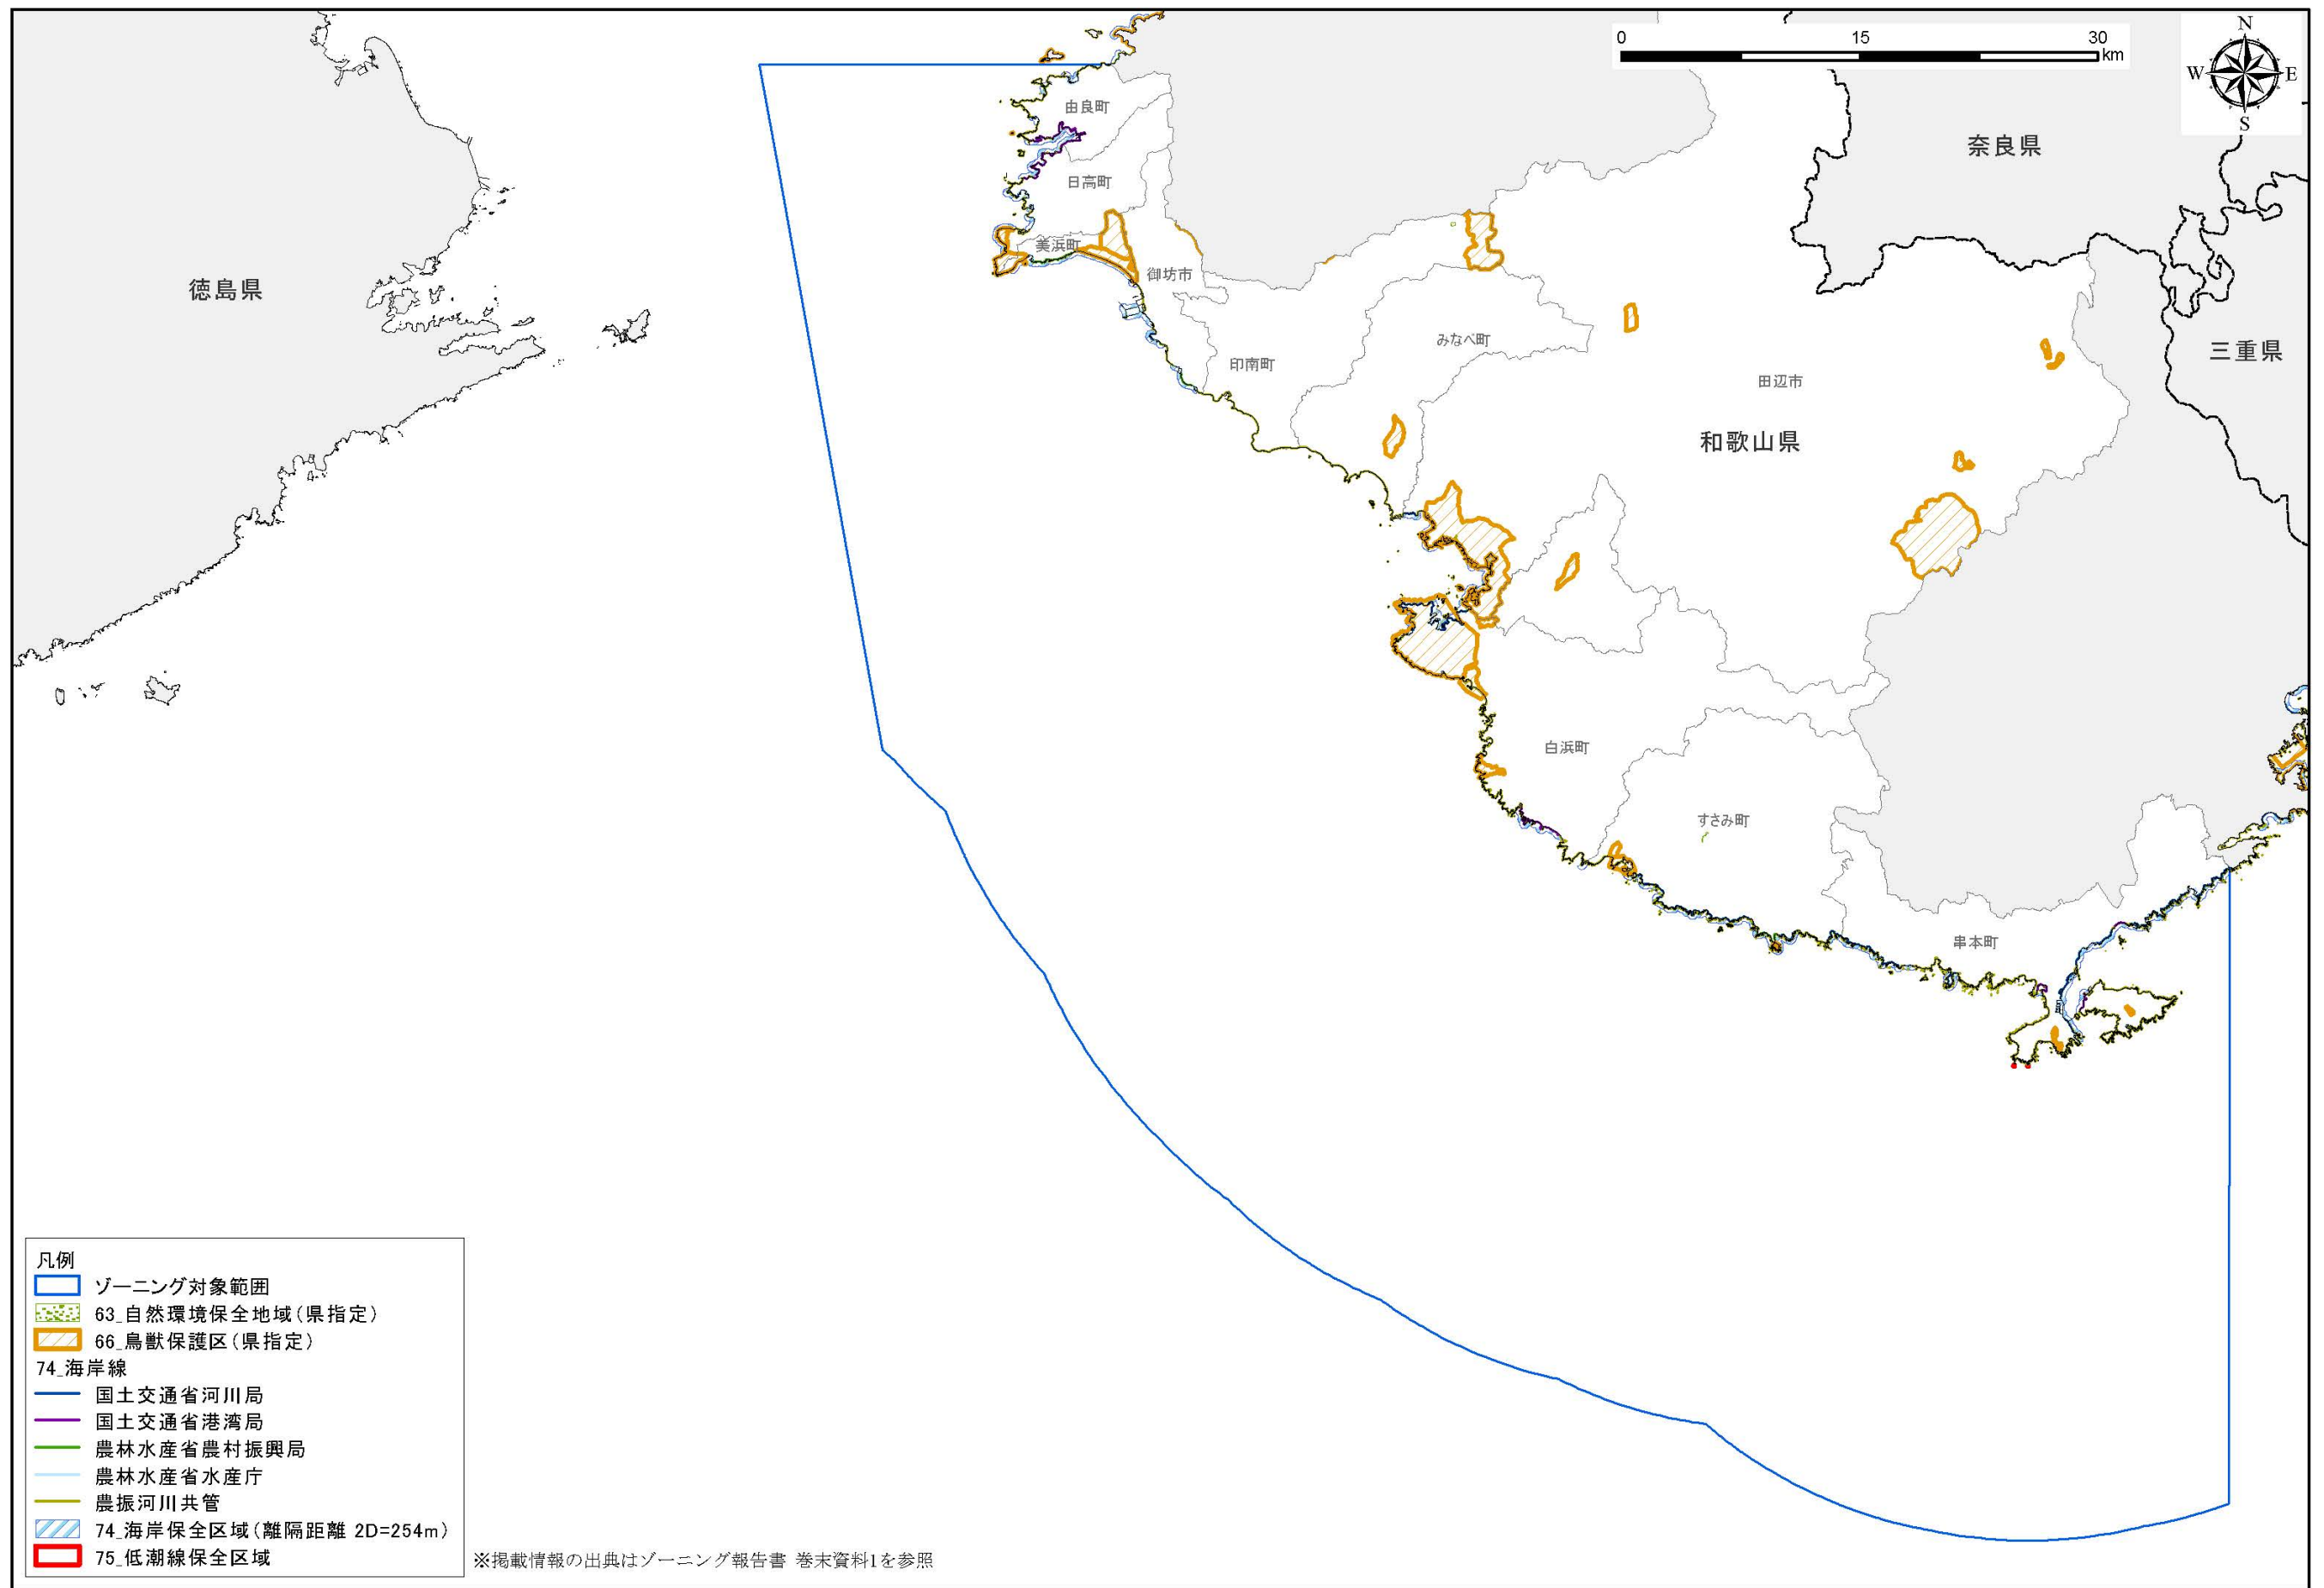 0 15 30
km
N
W E
S
由良町
奈良県
日高町
美浜町
御坊市
徳島県
みなべ町
三重県
印南町
田辺市
和歌山県
白浜町
すさみ町
串本町
凡例
ゾーニング対象範囲
63_自然環境保全地域(県指定)
66_鳥獣保護区(県指定)
74_海岸線
国土交通省河川局
国土交通省港湾局
農林水産省農村振興局
農林水産省水産庁
農振河川共管
74_海岸保全区域(離隔距離 2D=254m)
75_低潮線保全区域
※掲載情報の出典はゾーニング報告書 巻末資料1を参照